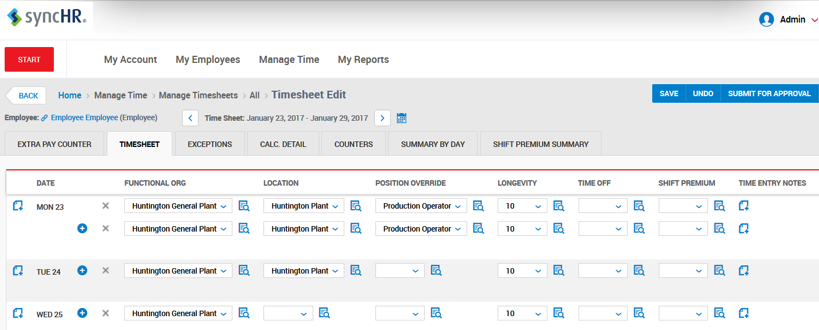 syncHR®
Admin
START
My Account My Employees Manage Time My Reports
BACK Home > Manage Time > Manage Timesheets > All > Timesheet Edit
SAVE UNDO SUBMIT FOR APPROVAL
Employee: Employee Employee (Employee) < Time Sheet: January 23, 2017 - January 29, 2017 >
EXTRA PAY COUNTER TIMESHEET EXCEPTIONS CALC. DETAIL COUNTERS SUMMARY BY DAY SHIFT PREMIUM SUMMARY
DATE FUNCTIONAL ORG LOCATION POSITION OVERRIDE LONGEVITY TIME OFF SHIFT PREMIUM TIME ENTRY NOTES
MON 23 Huntington General Plant Huntington Plant Production Operator 10
Huntington General Plant Huntington Plant Production Operator 10
TUE 24 Huntington General Plant Huntington Plant 10
WED 25 Huntington General Plant 10